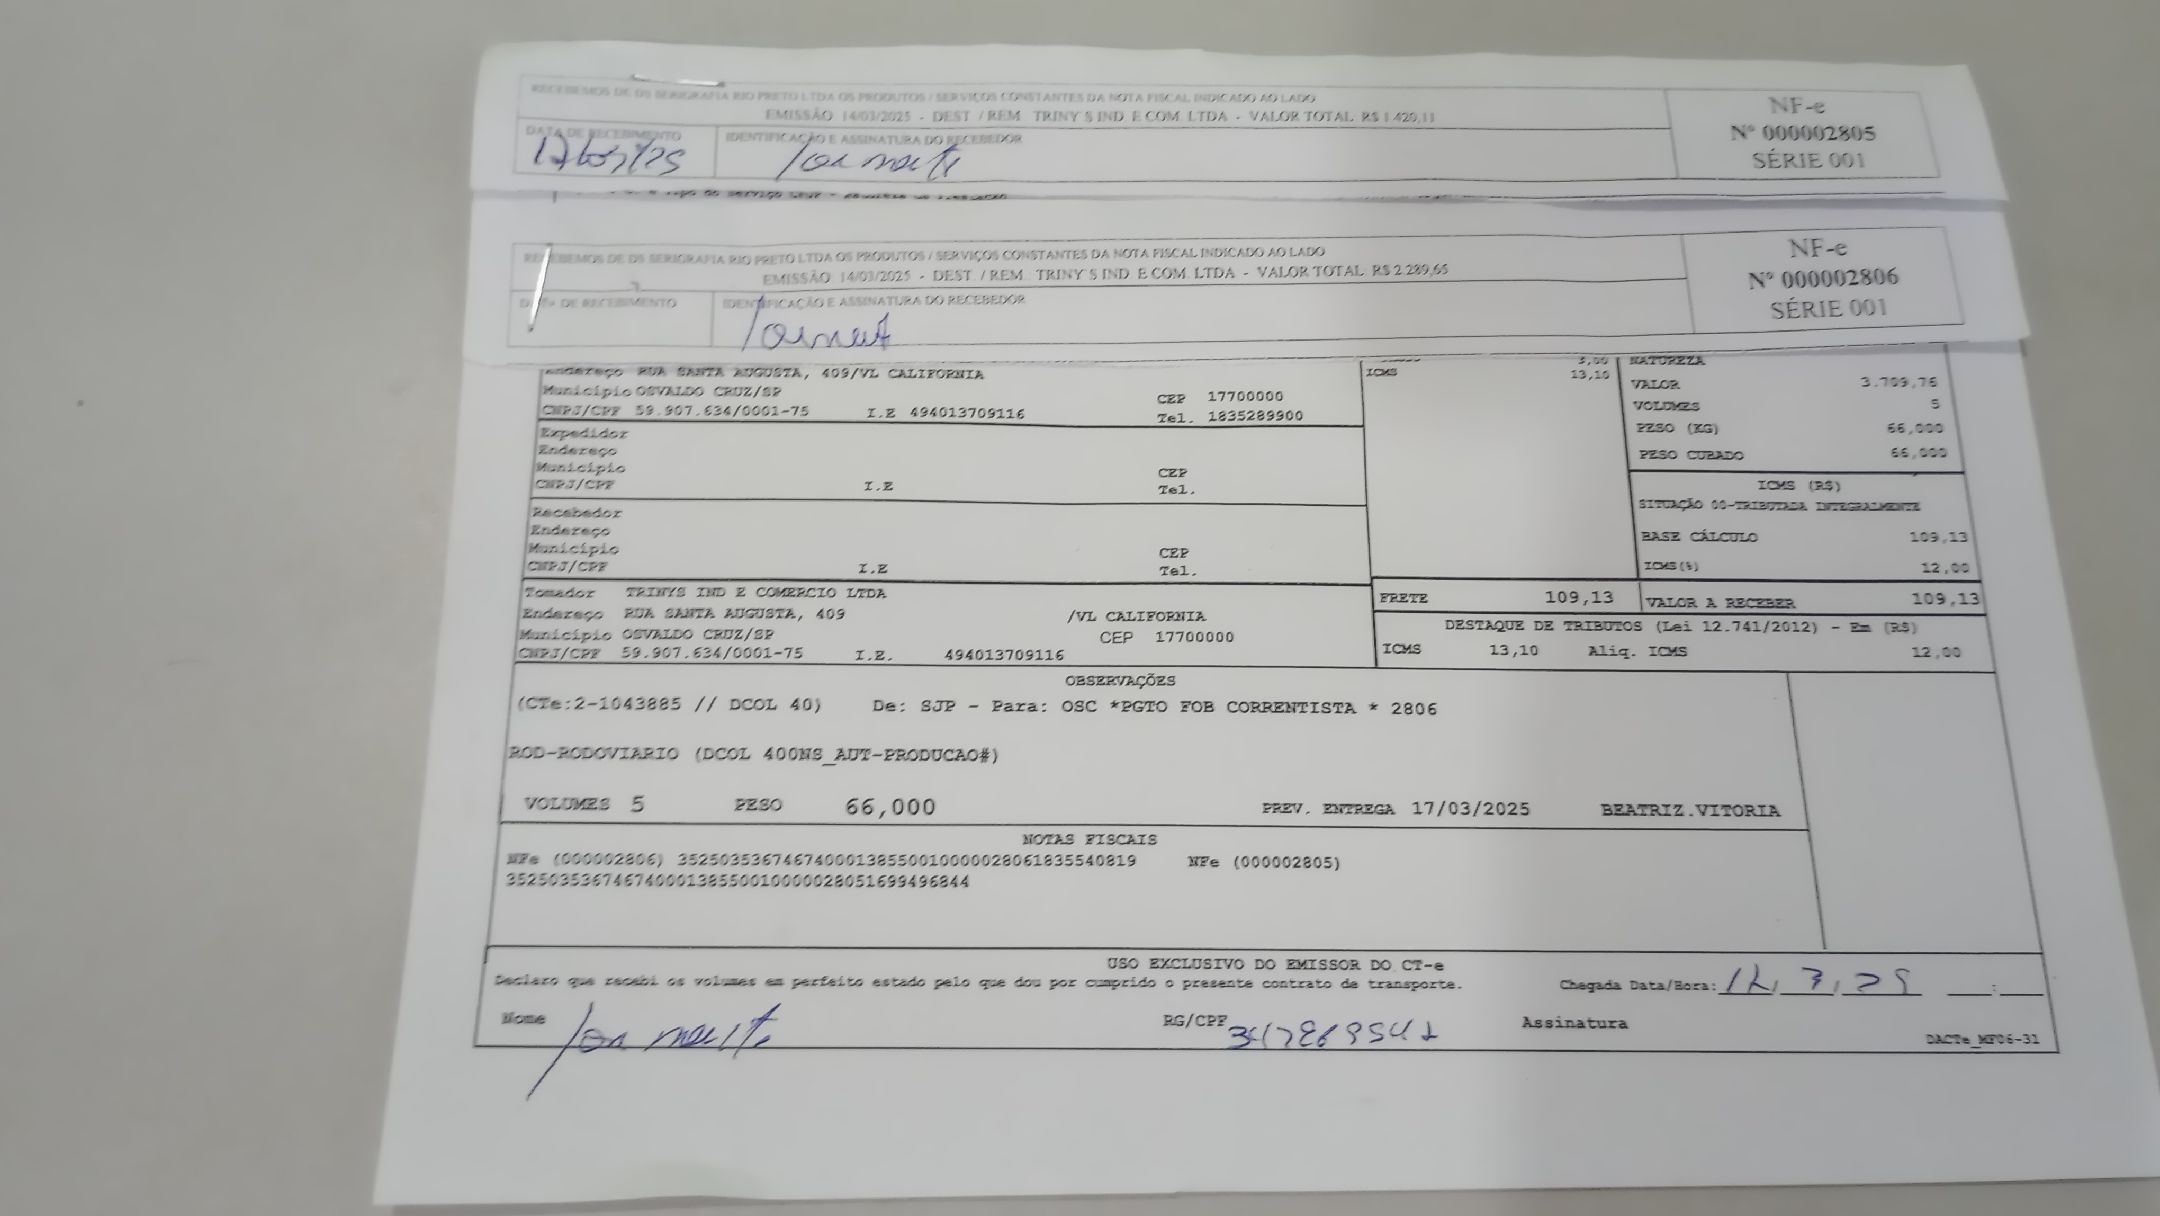 RECEBEMOS DE OS SERIGRAFIA RIO PRETO LTDA OS PRODUTOS / SERVIÇOS CONSTANTES DA NOTA FISCAL INDICADO AO LADO
EMISSÃO: 14/03/2025 - DEST. / REM.: TRINY S IND. E COM. LTDA - VALOR TOTAL: R$ 1.420,11
NF-e
Nº 000002805
SÉRIE 001
DATA DE RECEBIMENTO
IDENTIFICAÇÃO E ASSINATURA DO RECEBEDOR
RECEBEMOS DE OS SERIGRAFIA RIO PRETO LTDA OS PRODUTOS / SERVIÇOS CONSTANTES DA NOTA FISCAL INDICADO AO LADO
EMISSÃO: 14/03/2025 - DEST. / REM.: TRINY S IND. E COM. LTDA - VALOR TOTAL: R$ 2.289,65
NF-e
Nº 000002806
SÉRIE 001
DATA DE RECEBIMENTO
IDENTIFICAÇÃO E ASSINATURA DO RECEBEDOR
Endereço RUA SANTA AUGUSTA, 409/VL CALIFORNIA
Município OSVALDO CRUZ/SP CEP 17700000
CNPJ/CPF 59.907.634/0001-75 I.E 494013709116 Tel. 1835289900
3,00
ICMS 13,10
NATUREZA
VALOR 3.709,76
VOLUMES 5
PESO (KG) 66,000
PESO CUBADO 66,000
Expedidor
Endereço
Município CEP
CNPJ/CPF I.E Tel.
ICMS (R$)
SITUAÇÃO 00-TRIBUTADA INTEGRALMENTE
BASE CÁLCULO 109,13
ICMS(%) 12,00
Recebedor
Endereço
Município CEP
CNPJ/CPF I.E Tel.
Tomador TRINYS IND E COMERCIO LTDA
Endereço RUA SANTA AUGUSTA, 409 /VL CALIFORNIA
Município OSVALDO CRUZ/SP CEP 17700000
CNPJ/CPF 59.907.634/0001-75 I.E. 494013709116
FRETE 109,13 VALOR A RECEBER 109,13
DESTAQUE DE TRIBUTOS (Lei 12.741/2012) - Em (R$)
ICMS 13,10 Aliq. ICMS 12,00
OBSERVAÇÕES
(CTe:2-1043885 // DCOL 40) De: SJP - Para: OSC *PGTO FOB CORRENTISTA * 2806
ROD-RODOVIARIO (DCOL 400NS_AUT-PRODUCAO#)
VOLUMES 5 PESO 66,000 PREV. ENTREGA 17/03/2025 BEATRIZ.VITORIA
NOTAS FISCAIS
NFe (000002806) 35250353674674000138550010000028061835540819 NFe (000002805)
35250353674674000138550010000028051699496844
USO EXCLUSIVO DO EMISSOR DO CT-e
Declaro que recebi os volumes em perfeito estado pelo que dou por cumprido o presente contrato de transporte. Chegada Data/Hora:
Nome RG/CPF Assinatura
DACTe_MF06-31